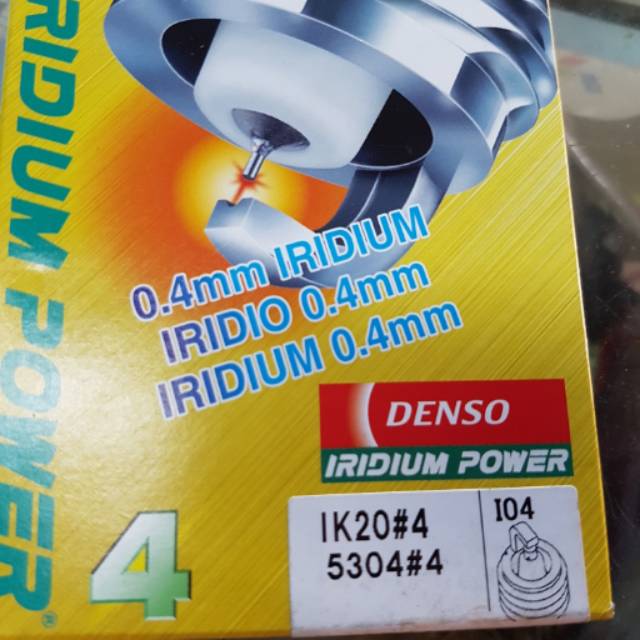 IRIDIUM POWER®
0.4mm IRIDIUM
IRIDIO 0.4mm
IRIDIUM 0.4mm
DENSO
IRIDIUM POWER
4
IK20#4
5304#4
I04